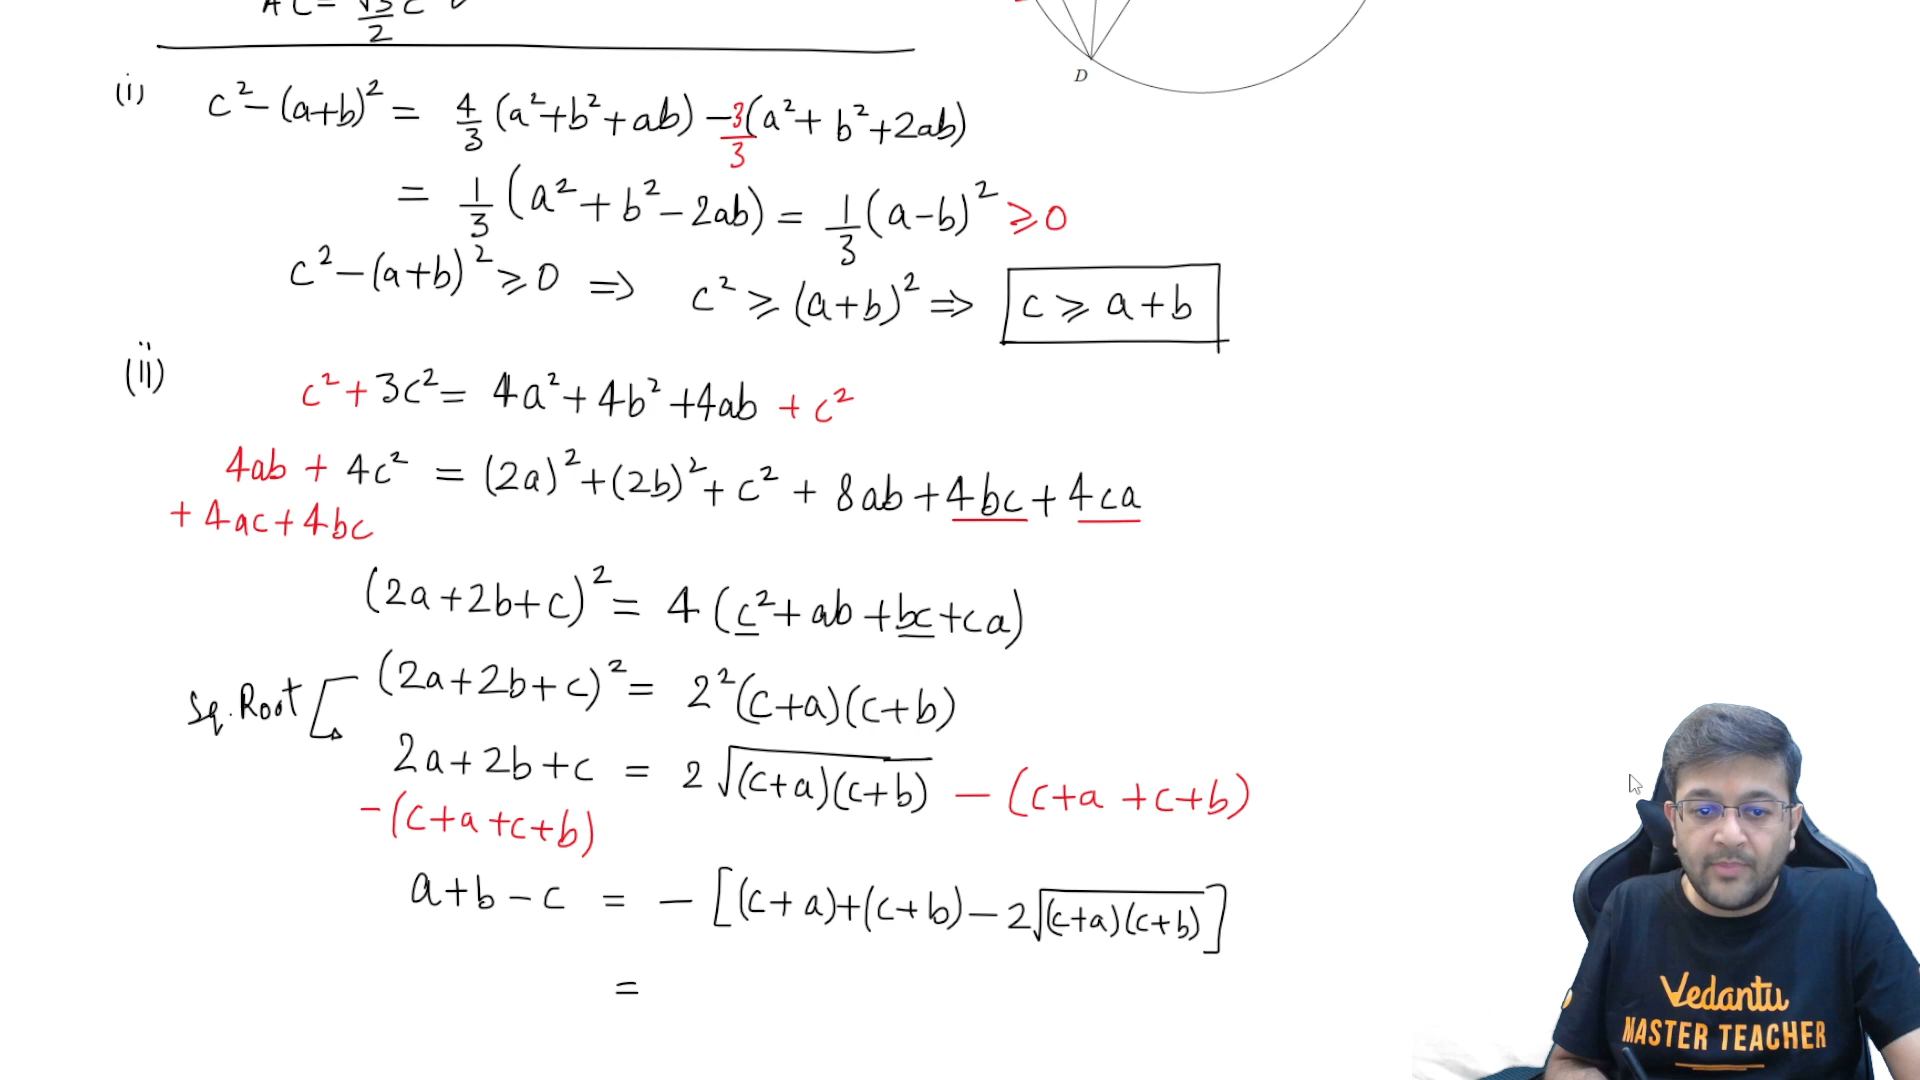 AC = √3/2 c
D
(i) c² - (a+b)² = 4/3 (a²+b²+ab) - 3/3 (a²+b²+2ab)
= 1/3 (a²+b²-2ab) = 1/3 (a-b)² ⩾ 0
c² - (a+b)² ⩾ 0 ⇒ c² ⩾ (a+b)² ⇒ c ⩾ a+b
(ii)
c² + 3c² = 4a² + 4b² + 4ab + c²
4ab + 4c² = (2a)² + (2b)² + c² + 8ab + 4bc + 4ca
+ 4ac + 4bc
(2a+2b+c)² = 4 (c² + ab + bc + ca)
Sq. Root (2a+2b+c)² = 2² (c+a)(c+b)
2a+2b+c = 2√(c+a)(c+b) - (c+a+c+b)
-(c+a+c+b)
a+b-c = - [(c+a)+(c+b) - 2√(c+a)(c+b)]
=
Vedantu
MASTER TEACHER